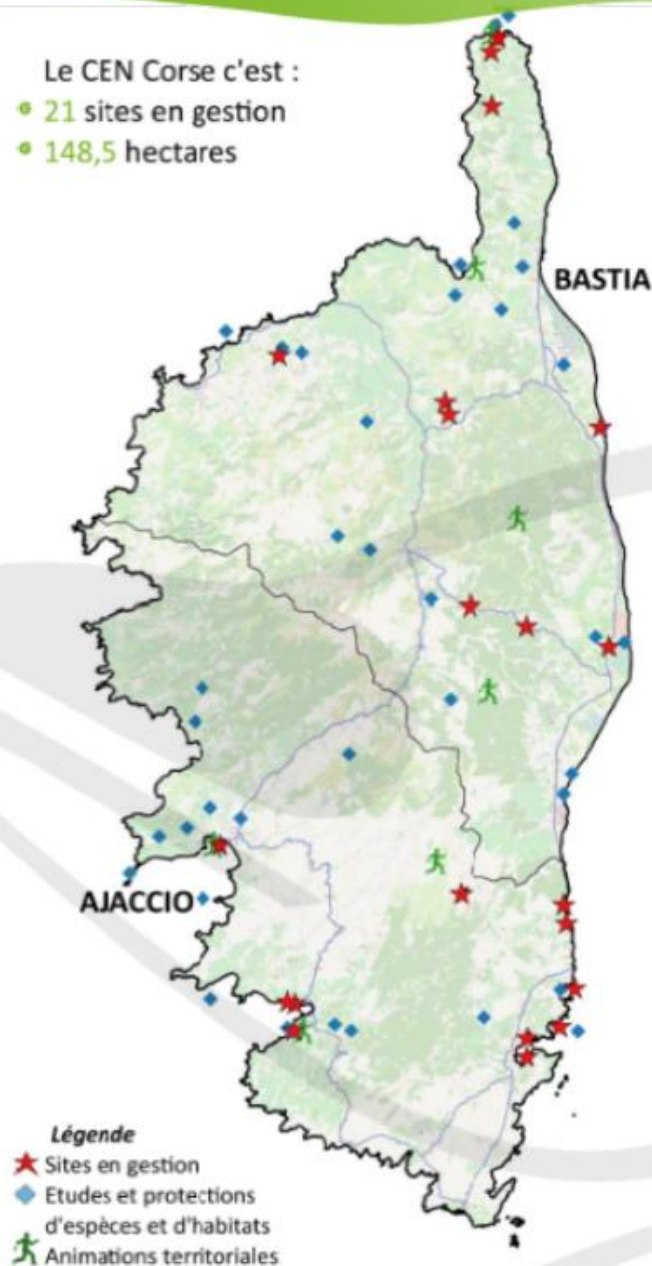 Le CEN Corse c'est :
21 sites en gestion
148,5 hectares
BASTIA
AJACCIO
Légende
Sites en gestion
Etudes et protections
d'espèces et d'habitats
Animations territoriales